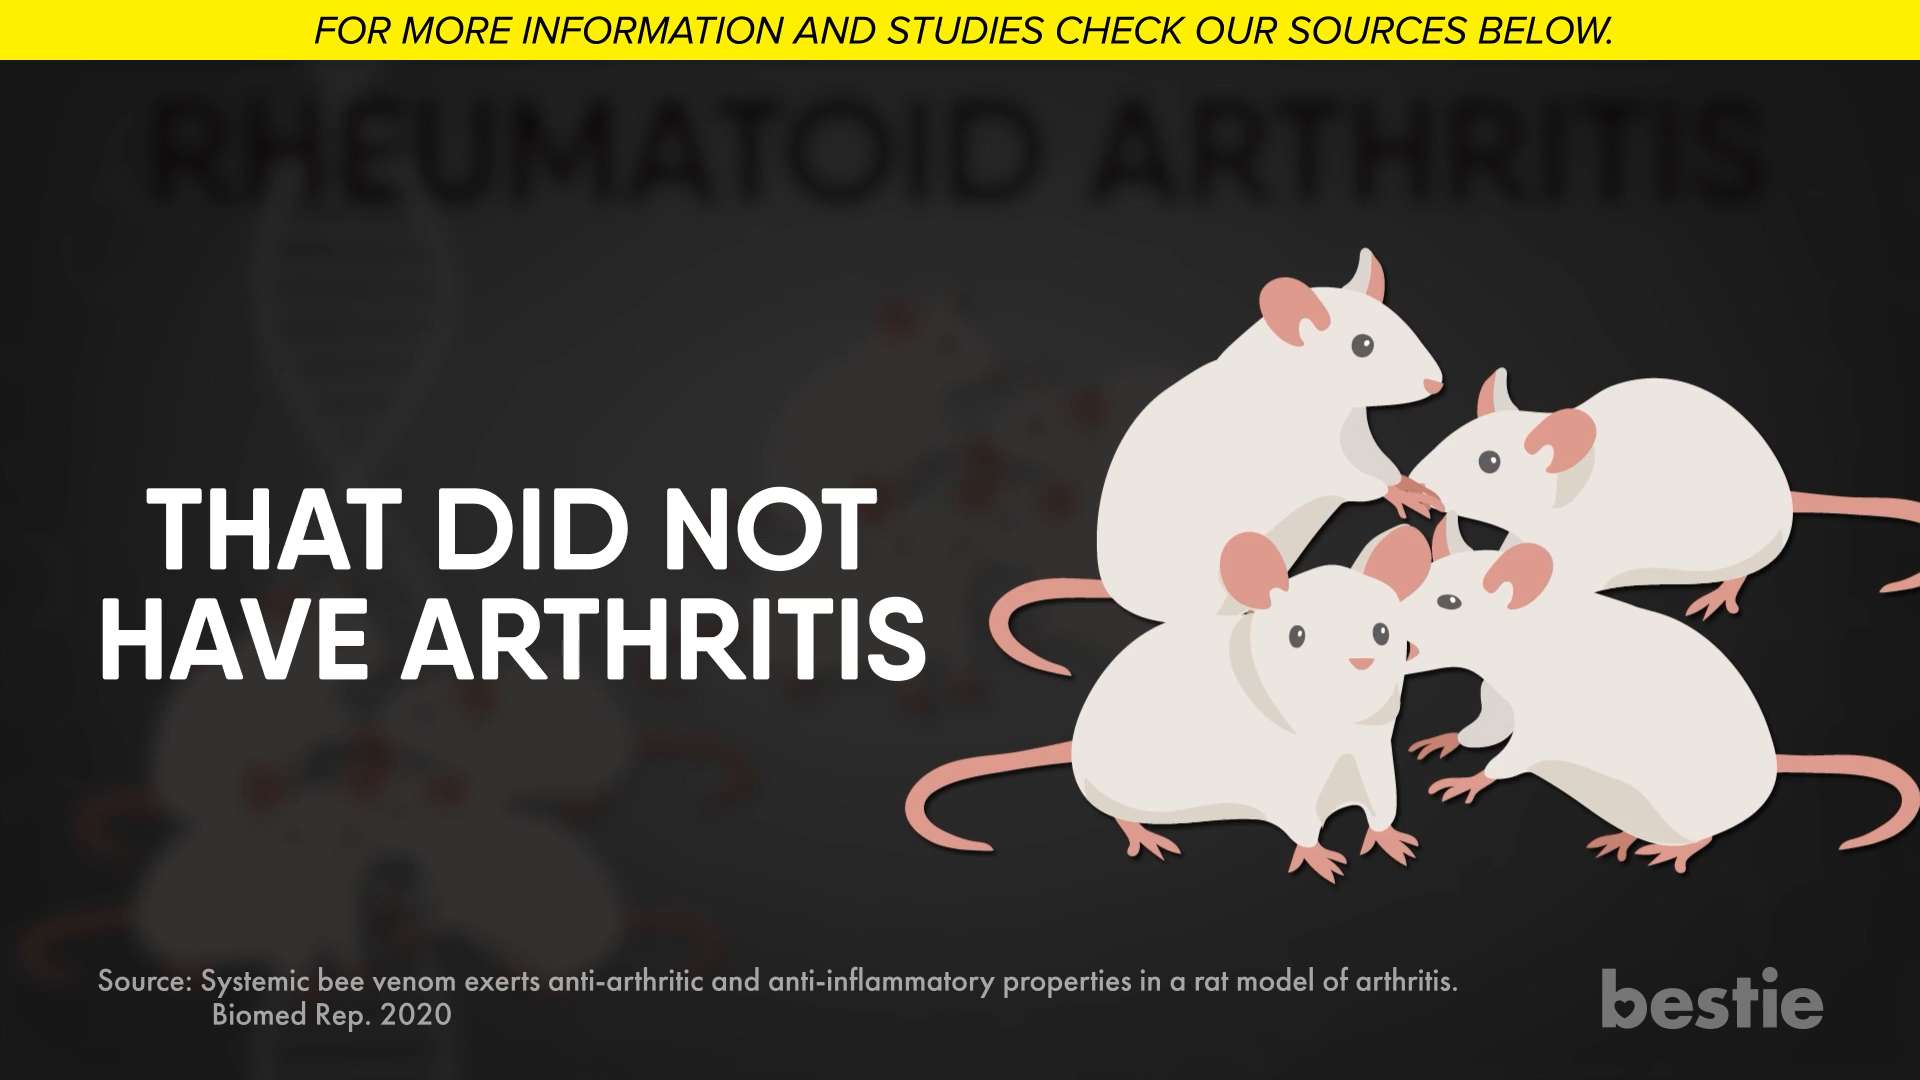 FOR MORE INFORMATION AND STUDIES CHECK OUR SOURCES BELOW.
RHEUMATOID ARTHRITIS
THAT DID NOT
HAVE ARTHRITIS
Source: Systemic bee venom exerts anti-arthritic and anti-inflammatory properties in a rat model of arthritis.
Biomed Rep. 2020
bestie